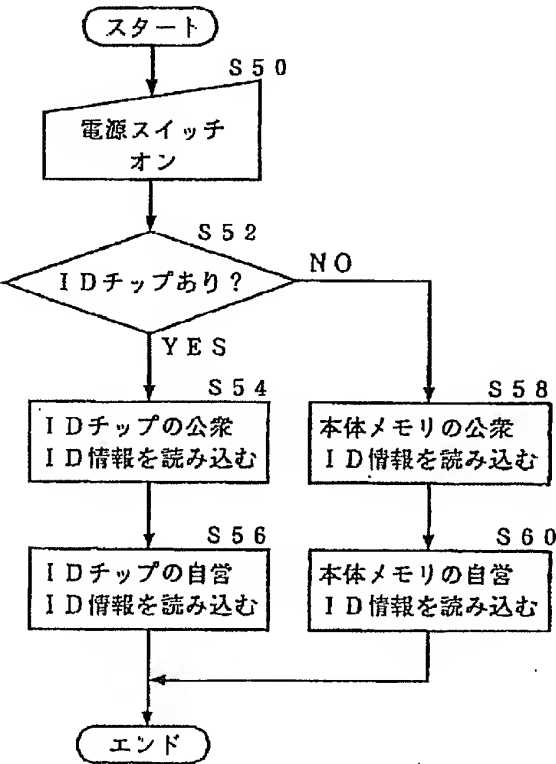 スタート
S50
電源スイッチ
オン
S52
IDチップあり?
NO
YES
S54
IDチップの公衆
ID情報を読み込む
S58
本体メモリの公衆
ID情報を読み込む
S56
IDチップの自営
ID情報を読み込む
S60
本体メモリの自営
ID情報を読み込む
エンド